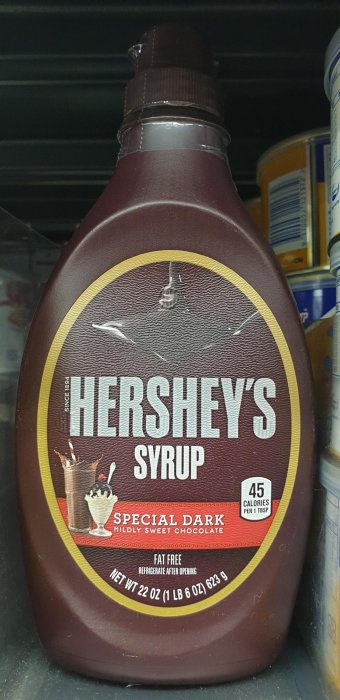 SINCE 1894
HERSHEY'S
SYRUP
45
CALORIES
PER 1 TBSP
SPECIAL DARK
MILDLY SWEET CHOCOLATE
FAT FREE
REFRIGERATE AFTER OPENING
NET WT 22 OZ (1 LB 6 OZ) 623 g